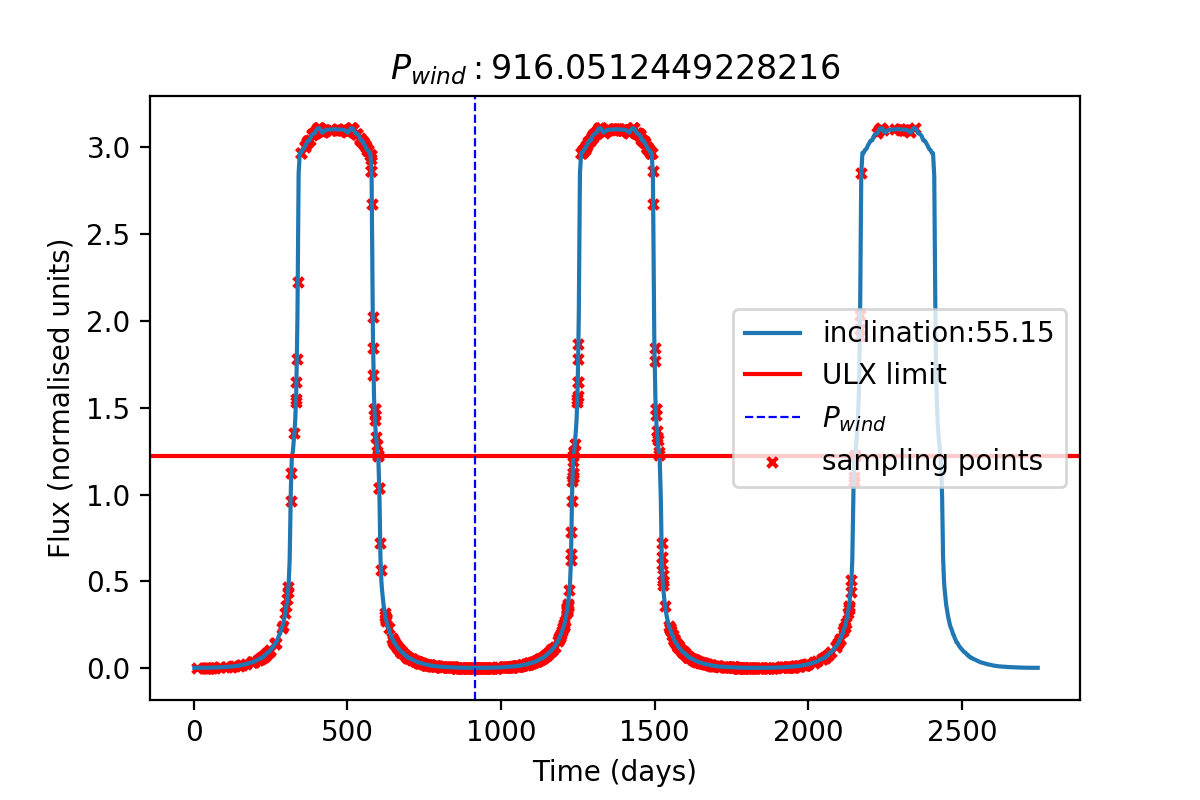 P_wind : 916.0512449228216
Flux (normalised units)
3.0
2.5
2.0
1.5
1.0
0.5
0.0
inclination:55.15
ULX limit
P_wind
sampling points
0 500 1000 1500 2000 2500
Time (days)